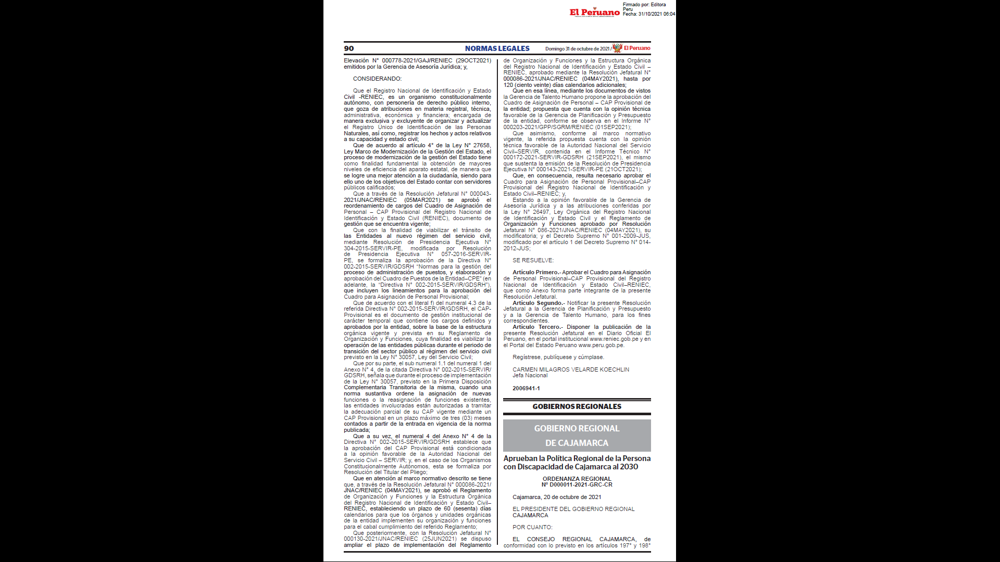 El Peruano
Firmado por: Editora
Peru
Fecha: 31/10/2021 06:04
90
NORMAS LEGALES
Domingo 31 de octubre de 2021 /
El Peruano
Elevación N° 000778-2021/GAJ/RENIEC (29OCT2021)
emitidos por la Gerencia de Asesoría Jurídica; y,
CONSIDERANDO:
Que el Registro Nacional de Identificación y Estado
Civil -RENIEC, es un organismo constitucionalmente
autónomo, con personería de derecho público interno,
que goza de atribuciones en materia registral, técnica,
administrativa, económica y financiera; encargada de
manera exclusiva y excluyente de organizar y actualizar
el Registro Único de Identificación de las Personas
Naturales, así como, registrar los hechos y actos relativos
a su capacidad y estado civil;
Que de acuerdo al artículo 4° de la Ley N° 27658,
Ley Marco de Modernización de la Gestión del Estado, el
proceso de modernización de la gestión del Estado tiene
como finalidad fundamental la obtención de mayores
niveles de eficiencia del aparato estatal, de manera que
se logre una mejor atención a la ciudadanía, siendo para
ello uno de los objetivos del Estado contar con servidores
públicos calificados;
Que a través de la Resolución Jefatural N° 000043-
2021/JNAC/RENIEC (05MAR2021) se aprobó el
reordenamiento de cargos del Cuadro de Asignación de
Personal – CAP Provisional del Registro Nacional de
Identificación y Estado Civil (RENIEC), documento de
gestión que se encuentra vigente;
Que con la finalidad de viabilizar el tránsito de
las Entidades al nuevo régimen del servicio civil,
mediante Resolución de Presidencia Ejecutiva N°
304-2015-SERVIR-PE, modificada por Resolución
de Presidencia Ejecutiva N° 057-2016-SERVIR-
PE, se formaliza la aprobación de la Directiva N°
002-2015-SERVIR/GDSRH “Normas para la gestión del
proceso de administración de puestos, y elaboración y
aprobación del Cuadro de Puestos de la Entidad–CPE” (en
adelante, la “Directiva N° 002-2015-SERVIR/GDSRH”),
que incluyen los lineamientos para la aprobación del
Cuadro para Asignación de Personal Provisional;
Que de acuerdo con el literal f) del numeral 4.3 de la
referida Directiva N° 002-2015-SERVIR/GDSRH, el CAP-
Provisional es el documento de gestión institucional de
carácter temporal que contiene los cargos definidos y
aprobados por la entidad, sobre la base de la estructura
orgánica vigente y prevista en su Reglamento de
Organización y Funciones, cuya finalidad es viabilizar la
operación de las entidades públicas durante el periodo de
transición del sector público al régimen del servicio civil
previsto en la Ley N° 30057, Ley del Servicio Civil;
Que por su parte, el sub numeral 1.1 del numeral 1 del
Anexo N° 4, de la citada Directiva N° 002-2015-SERVIR/
GDSRH, señala que durante el proceso de implementación
de la Ley N° 30057, previsto en la Primera Disposición
Complementaria Transitoria de la misma, cuando una
norma sustantiva ordene la asignación de nuevas
funciones o la reasignación de funciones existentes,
las entidades involucradas están autorizadas a tramitar
la adecuación parcial de su CAP vigente mediante un
CAP Provisional en un plazo máximo de tres (03) meses
contados a partir de la entrada en vigencia de la norma
publicada;
Que a su vez, el numeral 4 del Anexo N° 4 de la
Directiva N° 002-2015-SERVIR/GDSRH establece que
la aprobación del CAP Provisional está condicionada
a la opinión favorable de la Autoridad Nacional del
Servicio Civil – SERVIR; y, en el caso de los Organismos
Constitucionalmente Autónomos, esta se formaliza por
Resolución del Titular del Pliego;
Que en atención al marco normativo descrito se tiene
que, a través de la Resolución Jefatural N° 000086-2021/
JNAC/RENIEC (04MAY2021), se aprobó el Reglamento
de Organización y Funciones y la Estructura Orgánica
del Registro Nacional de Identificación y Estado Civil–
RENIEC, estableciendo un plazo de 60 (sesenta) días
calendarios para que los órganos y unidades orgánicas
de la entidad implementen su organización y funciones
para el cabal cumplimiento del referido Reglamento;
Que posteriormente, con la Resolución Jefatural N°
000130-2021/JNAC/RENIEC (25JUN2021) se dispuso
ampliar el plazo de implementación del Reglamento
de Organización y Funciones y la Estructura Orgánica
del Registro Nacional de Identificación y Estado Civil –
RENIEC, aprobado mediante la Resolución Jefatural N°
000086-2021/JNAC/RENIEC (04MAY2021), hasta por
120 (ciento veinte) días calendarios adicionales;
Que en esa línea, mediante los documentos de vistos
la Gerencia de Talento Humano propone la aprobación del
Cuadro de Asignación de Personal – CAP Provisional de
la entidad; propuesta que cuenta con la opinión técnica
favorable de la Gerencia de Planificación y Presupuesto
de la entidad, conforme se observa en el Informe N°
000203-2021/GPP/SGRM/RENIEC (01SEP2021);
Que asimismo, conforme al marco normativo
vigente, la referida propuesta cuenta con la opinión
técnica favorable de la Autoridad Nacional del Servicio
Civil–SERVIR, contenida en el Informe Técnico N°
000172-2021-SERVIR-GDSRH (21SEP2021), el mismo
que sustenta la emisión de la Resolución de Presidencia
Ejecutiva N° 000143-2021-SERVIR-PE (21OCT2021);
Que, en consecuencia, resulta necesario aprobar el
Cuadro para Asignación de Personal Provisional–CAP
Provisional del Registro Nacional de Identificación y
Estado Civil–RENIEC; y,
Estando a la opinión favorable de la Gerencia de
Asesoría Jurídica y a las atribuciones conferidas por
la Ley N° 26497, Ley Orgánica del Registro Nacional
de Identificación y Estado Civil y el Reglamento de
Organización y Funciones aprobado por Resolución
Jefatural N° 086-2021/JNAC/RENIEC (04MAY2021), su
modificatoria; y el Decreto Supremo N° 001-2009-JUS,
modificado por el artículo 1 del Decreto Supremo N° 014-
2012-JUS;
SE RESUELVE:
Artículo Primero.- Aprobar el Cuadro para Asignación
de Personal Provisional–CAP Provisional del Registro
Nacional de Identificación y Estado Civil–RENIEC,
que como Anexo forma parte integrante de la presente
Resolución Jefatural.
Artículo Segundo.- Notificar la presente Resolución
Jefatural a la Gerencia de Planificación y Presupuesto
y a la Gerencia de Talento Humano, para los fines
correspondientes.
Artículo Tercero.- Disponer la publicación de la
presente Resolución Jefatural en el Diario Oficial El
Peruano, en el portal institucional www.reniec.gob.pe y en
el Portal del Estado Peruano www.peru.gob.pe.
Regístrese, publíquese y cúmplase.
CARMEN MILAGROS VELARDE KOECHLIN
Jefa Nacional
2006941-1
GOBIERNOS REGIONALES
GOBIERNO REGIONAL
DE CAJAMARCA
Aprueban la Política Regional de la Persona
con Discapacidad de Cajamarca al 2030
ORDENANZA REGIONAL
N° D000011-2021-GRC-CR
Cajamarca, 20 de octubre de 2021
EL PRESIDENTE DEL GOBIERNO REGIONAL
CAJAMARCA
POR CUANTO:
EL CONSEJO REGIONAL CAJAMARCA, de
conformidad con lo previsto en los artículos 197° y 198°